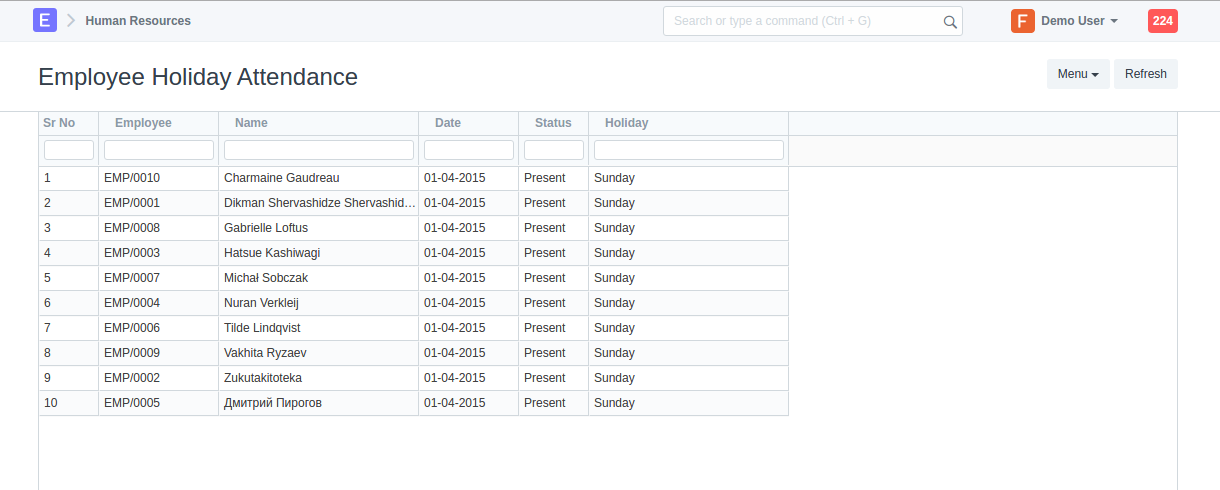 E Human Resources Search or type a command (Ctrl + G) F Demo User 224
Employee Holiday Attendance Menu Refresh
Sr No Employee Name Date Status Holiday
1 EMP/0010 Charmaine Gaudreau 01-04-2015 Present Sunday
2 EMP/0001 Dikman Shervashidze Shervashid... 01-04-2015 Present Sunday
3 EMP/0008 Gabrielle Loftus 01-04-2015 Present Sunday
4 EMP/0003 Hatsue Kashiwagi 01-04-2015 Present Sunday
5 EMP/0007 Michał Sobczak 01-04-2015 Present Sunday
6 EMP/0004 Nuran Verkleij 01-04-2015 Present Sunday
7 EMP/0006 Tilde Lindqvist 01-04-2015 Present Sunday
8 EMP/0009 Vakhita Ryzaev 01-04-2015 Present Sunday
9 EMP/0002 Zukutakitoteka 01-04-2015 Present Sunday
10 EMP/0005 Дмитрий Пирогов 01-04-2015 Present Sunday